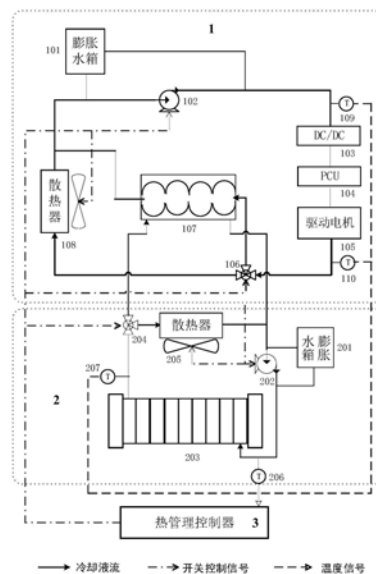 1
101
膨胀
水箱
102
T
109
DC/DC
103
PCU
104
散
热
器
108
107
驱动电机
105
106
T
110
散热器
204
205
207
T
水膨
箱胀
201
202
2
203
T
206
热管理控制器 3
冷却液流 开关控制信号 温度信号